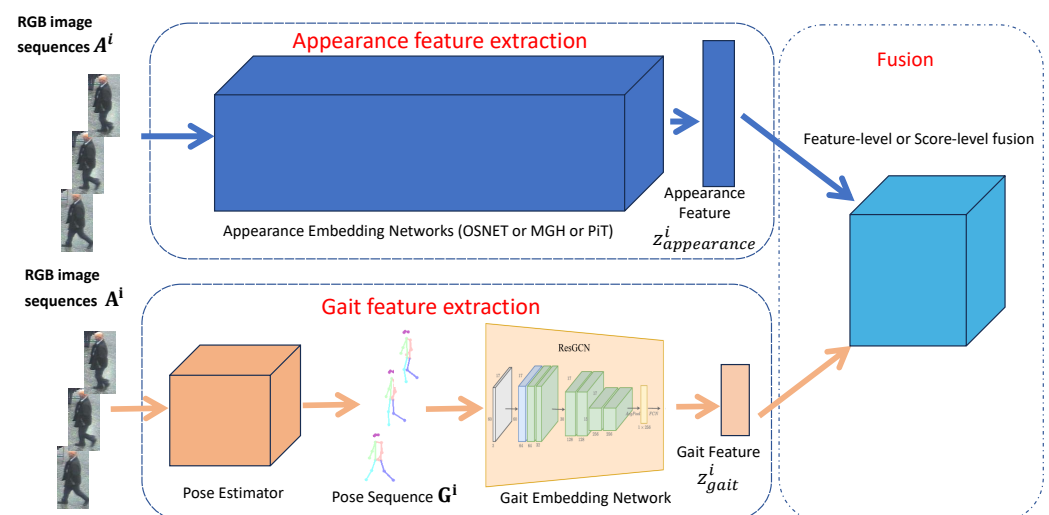 RGB image
sequences A^i
Appearance feature extraction
Appearance Embedding Networks (OSNET or MGH or PiT)
Appearance
Feature
z^i_appearance
Fusion
Feature-level or Score-level fusion
RGB image
sequences A^i
Gait feature extraction
Pose Estimator
Pose Sequence G^i
ResGCN
Gait Embedding Network
Gait Feature
z^i_gait